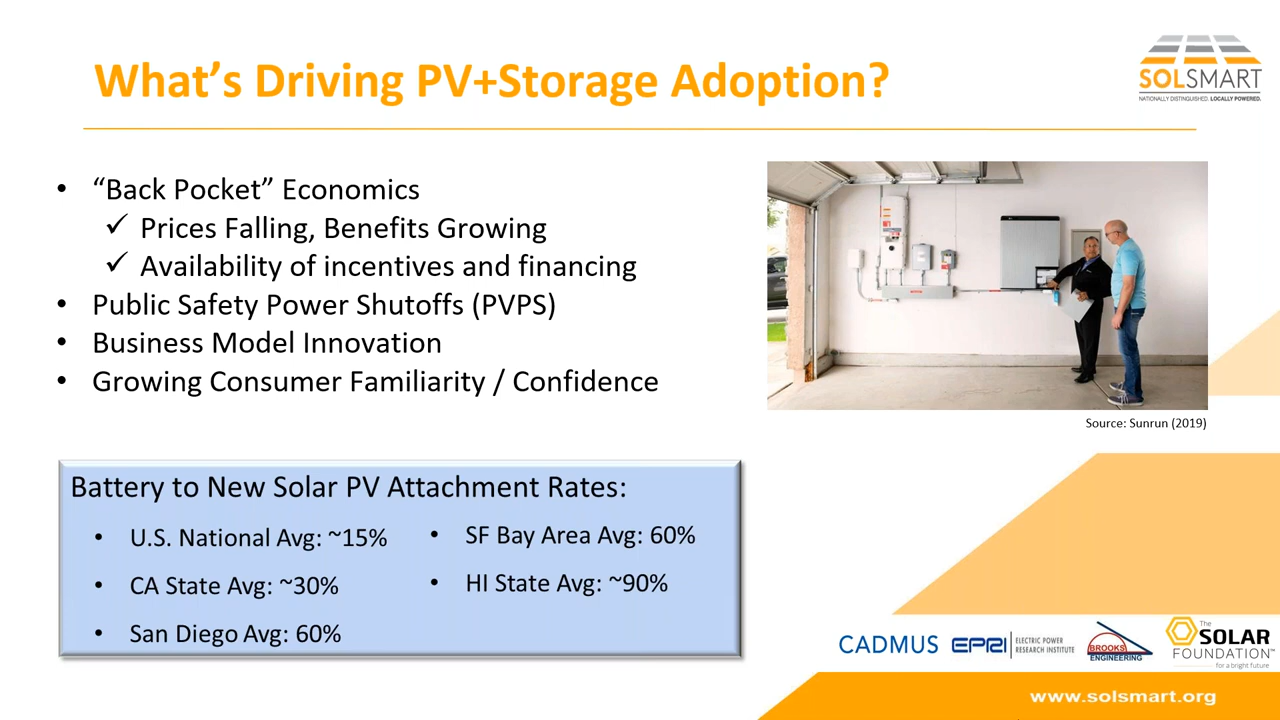 What's Driving PV+Storage Adoption?
SOLSMART
NATIONALLY DISTINGUISHED. LOCALLY POWERED.
• “Back Pocket” Economics
✓ Prices Falling, Benefits Growing
✓ Availability of incentives and financing
• Public Safety Power Shutoffs (PVPS)
• Business Model Innovation
• Growing Consumer Familiarity / Confidence
Source: Sunrun (2019)
Battery to New Solar PV Attachment Rates:
• U.S. National Avg: ~15%
• CA State Avg: ~30%
• San Diego Avg: 60%
• SF Bay Area Avg: 60%
• HI State Avg: ~90%
CADMUS
EPRI
ELECTRIC POWER
RESEARCH INSTITUTE
BROOKS
ENGINEERING
The
SOLAR
FOUNDATION™
for a bright future
www.solsmart.org